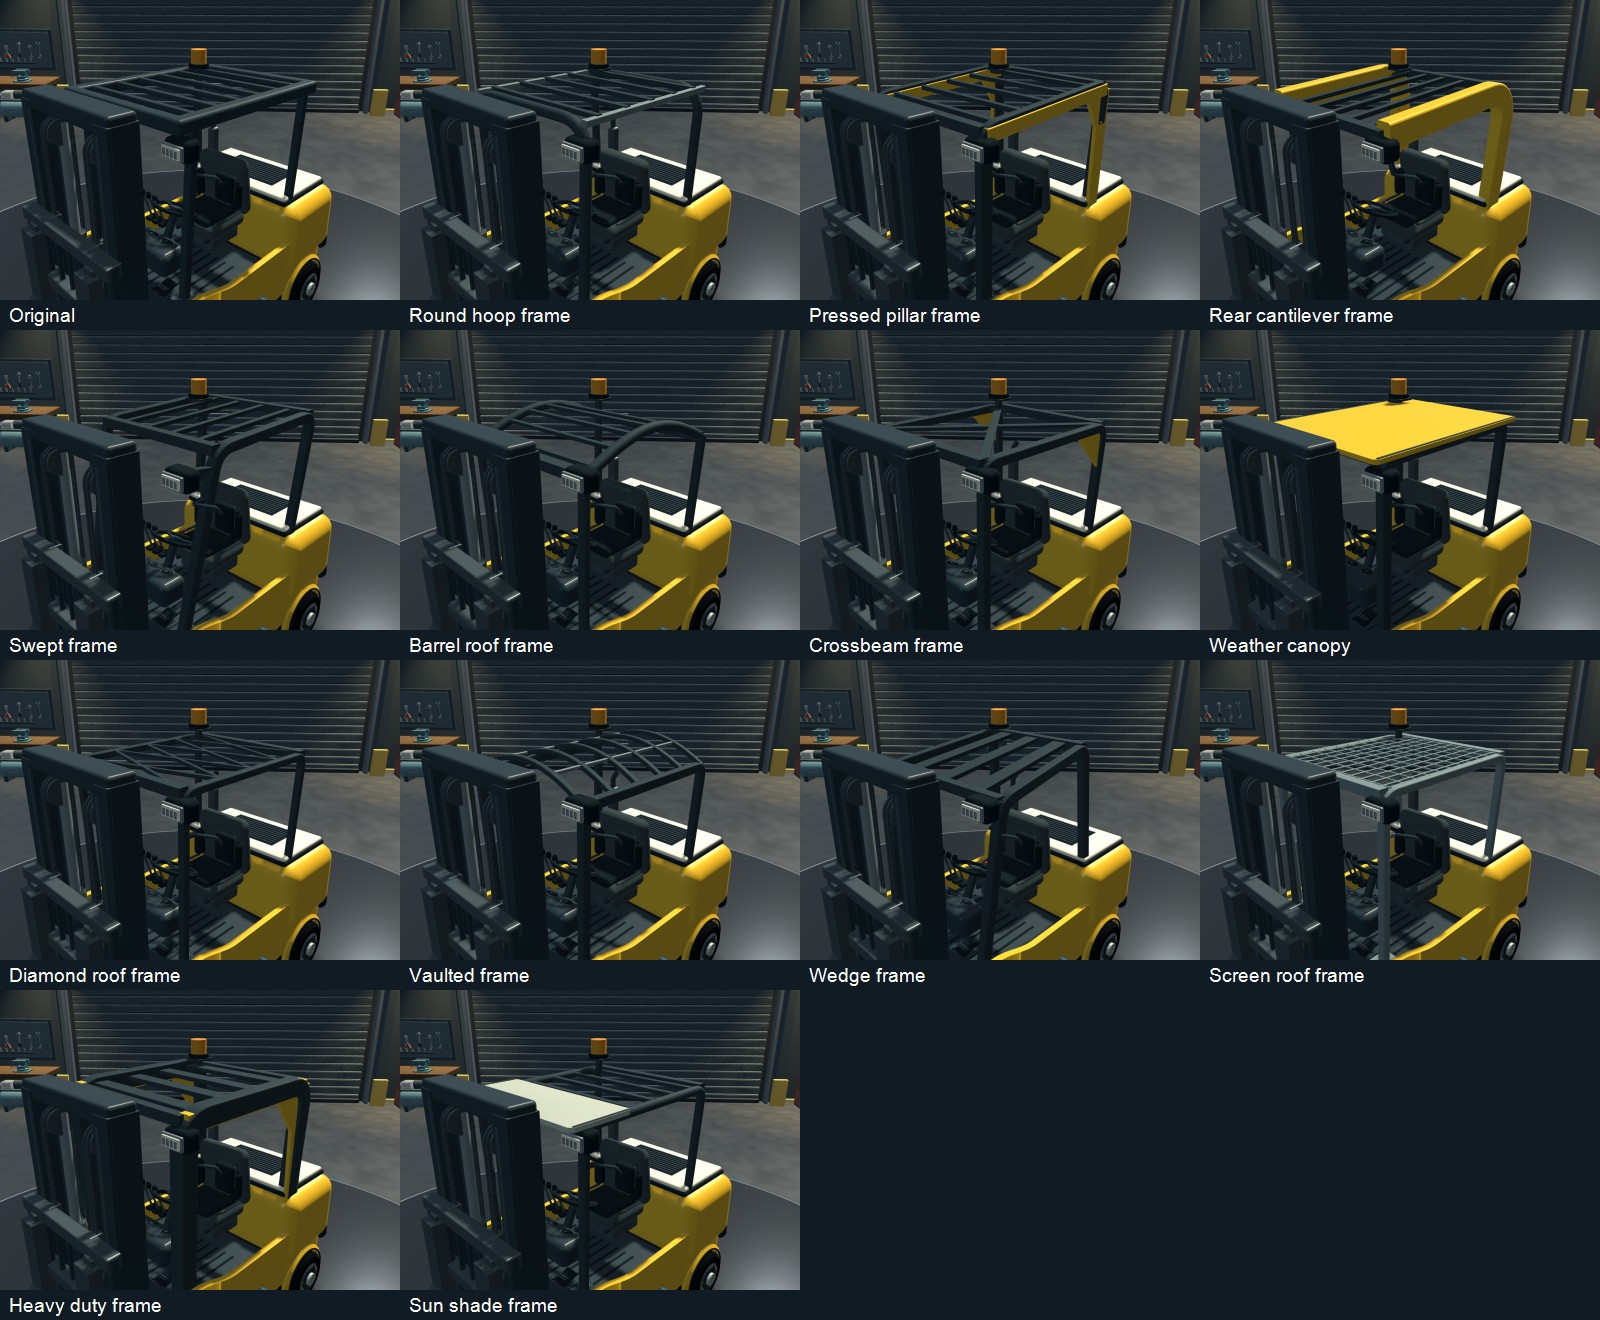 Original
Round hoop frame
Pressed pillar frame
Rear cantilever frame
Swept frame
Barrel roof frame
Crossbeam frame
Weather canopy
Diamond roof frame
Vaulted frame
Wedge frame
Screen roof frame
Heavy duty frame
Sun shade frame